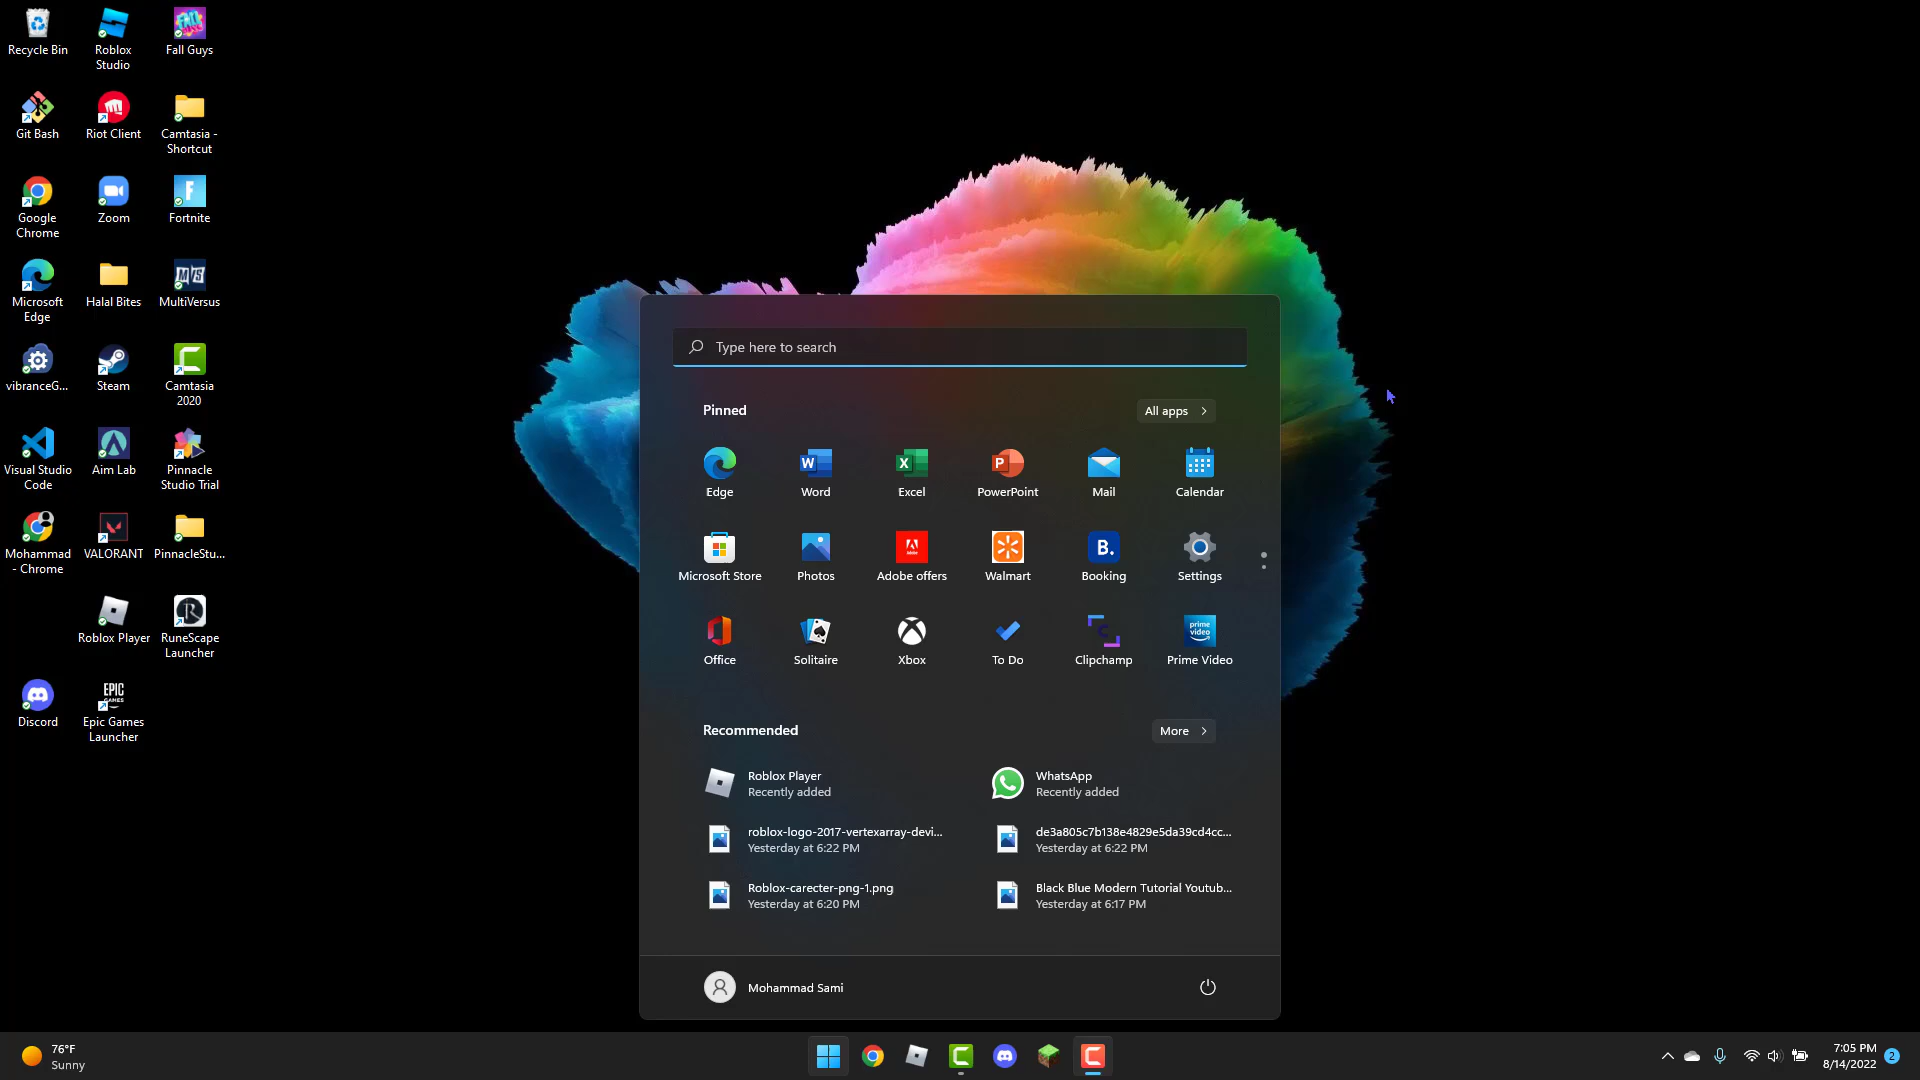 Recycle Bin
Roblox
Studio
Fall Guys
Git Bash
Riot Client
Camtasia -
Shortcut
Google
Chrome
Zoom
Fortnite
Microsoft
Edge
Halal Bites
MultiVersus
vibranceG...
Steam
Camtasia
2020
Visual Studio
Code
Aim Lab
Pinnacle
Studio Trial
Mohammad
- Chrome
VALORANT
PinnacleStu...
Roblox Player
RuneScape
Launcher
Discord
EPIC
GAMES
Epic Games
Launcher
Type here to search
Pinned
All apps
Edge
Word
Excel
PowerPoint
Mail
Calendar
Microsoft Store
Photos
Adobe offers
Walmart
B.
Booking
Settings
Office
Solitaire
Xbox
To Do
Clipchamp
prime
video
Prime Video
Recommended
More
Roblox Player
Recently added
WhatsApp
Recently added
roblox-logo-2017-vertexarray-devi...
Yesterday at 6:22 PM
de3a805c7b138e4829e5da39cd4cc...
Yesterday at 6:22 PM
Roblox-carecter-png-1.png
Yesterday at 6:20 PM
Black Blue Modern Tutorial Youtub...
Yesterday at 6:17 PM
Mohammad Sami
76°F
Sunny
7:05 PM
8/14/2022
2